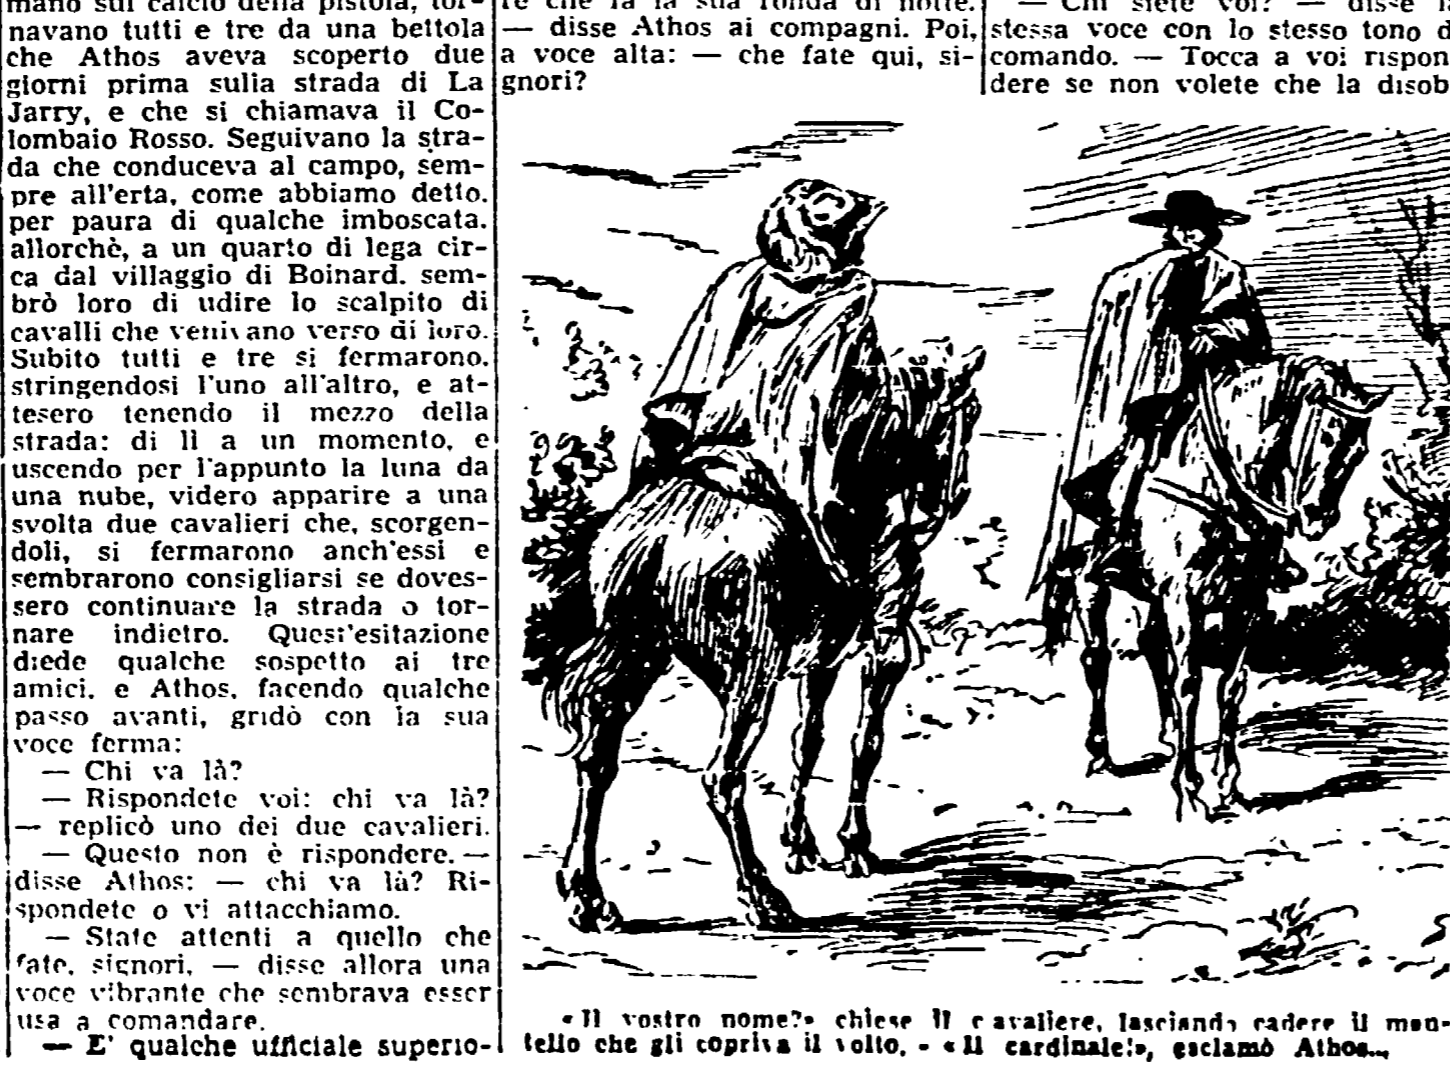 mano sul calcio della pistola, tor-
navano tutti e tre da una bettola
che Athos aveva scoperto due
giorni prima sulla strada di La
Jarry, e che si chiamava il Co-
lombaio Rosso. Seguivano la stra-
da che conduceva al campo, sem-
pre all'erta, come abbiamo detto.
per paura di qualche imboscata.
allorchè, a un quarto di lega cir-
ca dal villaggio di Boinard. sem-
brò loro di udire lo scalpito di
cavalli che venivano verso di loro.
Subito tutti e tre si fermarono.
stringendosi l'uno all'altro, e at-
tesero tenendo il mezzo della
strada: di lì a un momento, e
uscendo per l'appunto la luna da
una nube, videro apparire a una
svolta due cavalieri che, scorgen-
doli, si fermarono anch'essi e
sembrarono consigliarsi se doves-
sero continuare la strada o tor-
nare indietro. Quest'esitazione
diede qualche sospetto ai tre
amici. e Athos. facendo qualche
passo avanti, gridò con la sua
voce ferma:
— Chi va là?
— Rispondete voi: chi va là?
— replicò uno dei due cavalieri.
— Questo non è rispondere. —
disse Athos: — chi va là? Ri-
spondete o vi attacchiamo.
— State attenti a quello che
fate, signori, — disse allora una
voce vibrante che sembrava esser
usa a comandare.
— E' qualche ufficiale superio-
re che fa la sua ronda di notte.
— disse Athos ai compagni. Poi,
a voce alta: — che fate qui, si-
gnori?
— Chi siete voi? — disse
stessa voce con lo stesso tono
comando. — Tocca a voi rispon
dere se non volete che la disob
«Il vostro nome?» chiese il cavaliere, lasciando cadere il man-
tello che gli copriva il volto. - «Il cardinale!», esclamò Athos...